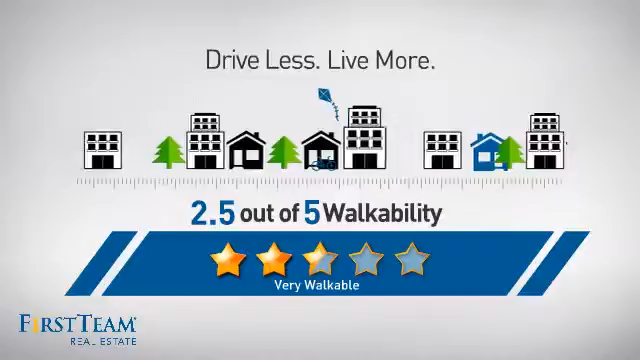 Drive Less. Live More.
2.5 out of 5 Walkability
Very Walkable
FIRSTTEAM®
REAL ESTATE